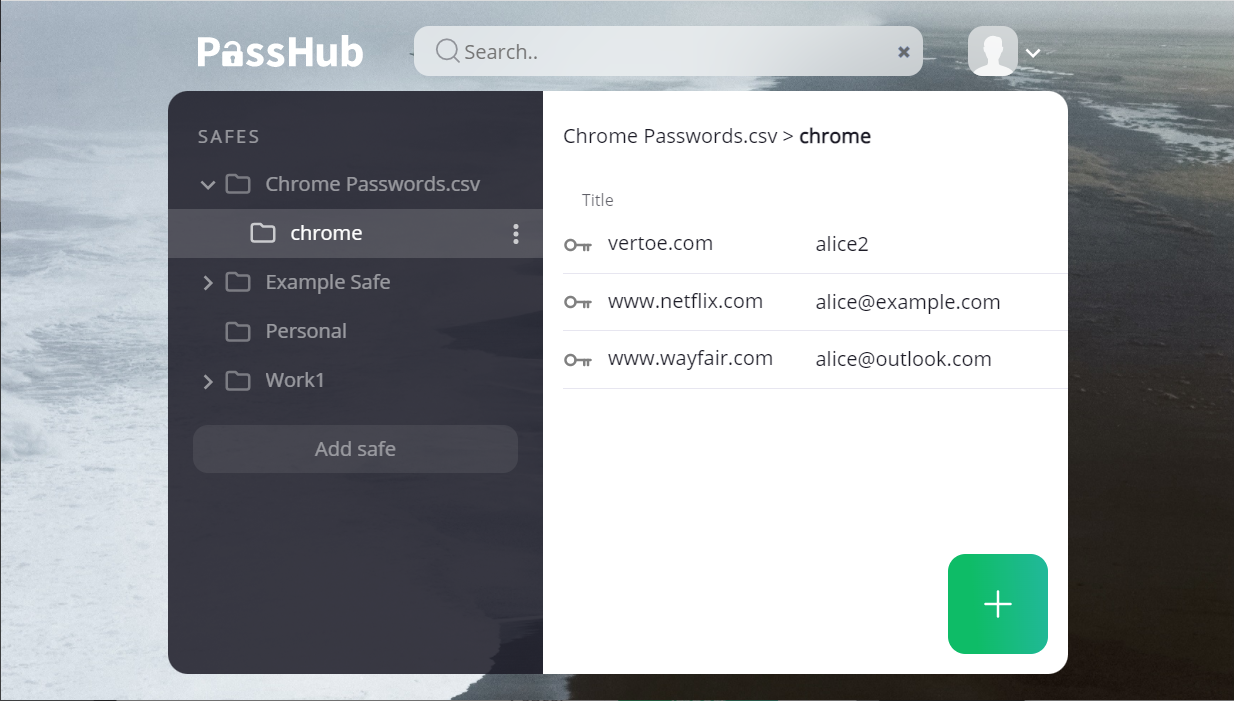 PassHub
Search..
SAFES
Chrome Passwords.csv
chrome
Example Safe
Personal
Work1
Add safe
Chrome Passwords.csv > chrome
Title
vertoe.com alice2
www.netflix.com alice@example.com
www.wayfair.com alice@outlook.com